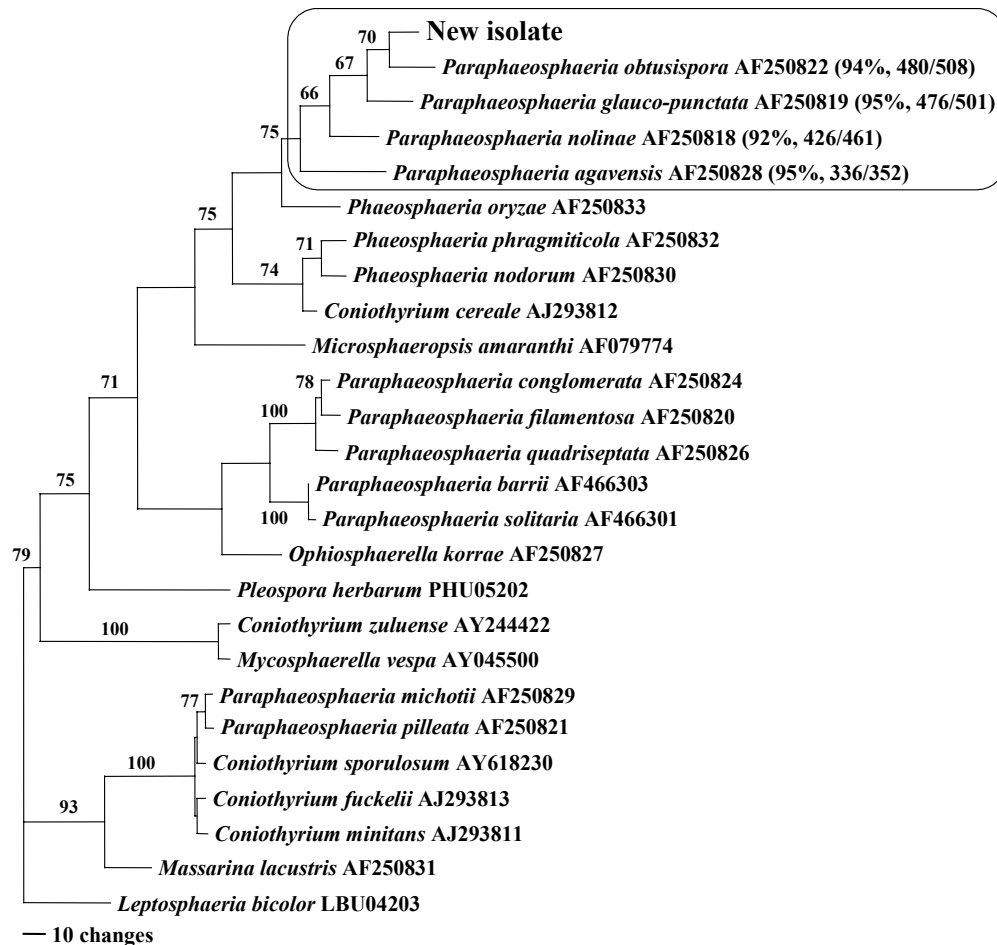 70
New isolate
67
Paraphaeosphaeria obtusispora AF250822 (94%, 480/508)
66
Paraphaeosphaeria glauco-punctata AF250819 (95%, 476/501)
75
Paraphaeosphaeria nolinae AF250818 (92%, 426/461)
Paraphaeosphaeria agavensis AF250828 (95%, 336/352)
75
Phaeosphaeria oryzae AF250833
71
Phaeosphaeria phragmiticola AF250832
74
Phaeosphaeria nodorum AF250830
Coniothyrium cereale AJ293812
Microsphaeropsis amaranthi AF079774
71
78
Paraphaeosphaeria conglomerata AF250824
100
Paraphaeosphaeria filamentosa AF250820
Paraphaeosphaeria quadriseptata AF250826
75
Paraphaeosphaeria barrii AF466303
100
Paraphaeosphaeria solitaria AF466301
79
Ophiosphaerella korrae AF250827
Pleospora herbarum PHU05202
100
Coniothyrium zuluense AY244422
Mycosphaerella vespa AY045500
77
Paraphaeosphaeria michotii AF250829
Paraphaeosphaeria pilleata AF250821
100
Coniothyrium sporulosum AY618230
93
Coniothyrium fuckelii AJ293813
Coniothyrium minitans AJ293811
Massarina lacustris AF250831
Leptosphaeria bicolor LBU04203
10 changes